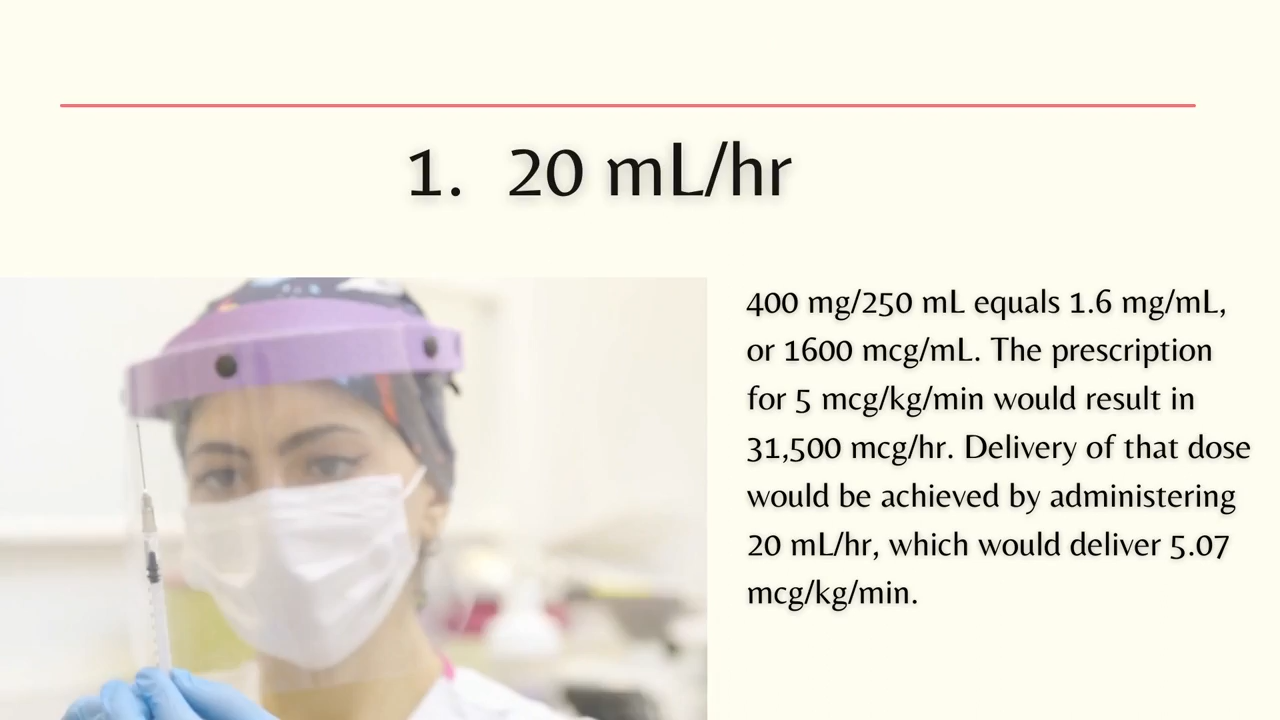 1. 20 mL/hr
400 mg/250 mL equals 1.6 mg/mL,
or 1600 mcg/mL. The prescription
for 5 mcg/kg/min would result in
31,500 mcg/hr. Delivery of that dose
would be achieved by administering
20 mL/hr, which would deliver 5.07
mcg/kg/min.